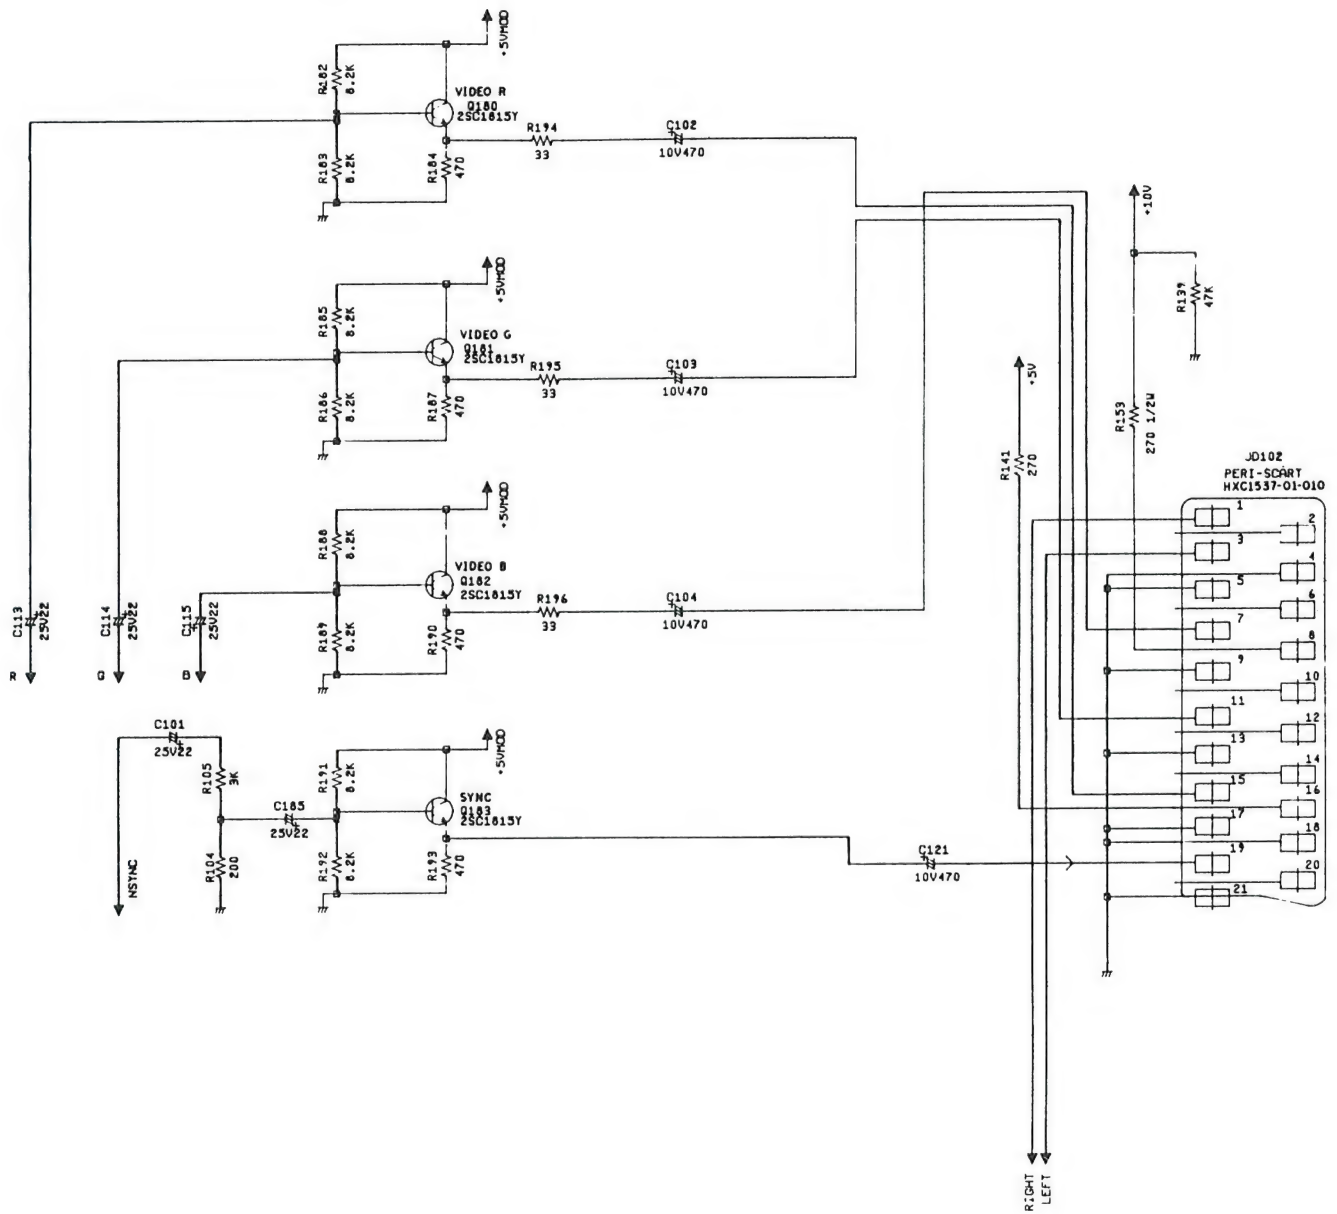 +5VMOD
R182
8.2K
VIDEO R
Q180
2SC1815Y
R194
33
C102
10V470
R183
8.2K
R184
470
+10V
+5VMOD
R185
8.2K
VIDEO G
Q181
2SC1815Y
R195
33
C103
10V470
R186
8.2K
R187
470
R139
47K
+5V
R153
270 1/2W
R141
270
JD102
PERI-SCART
HXC1537-01-010
+5VMOD
R188
8.2K
VIDEO B
Q182
2SC1815Y
R196
33
C104
10V470
R189
8.2K
R190
470
C113
25V22
C114
25V22
C115
25V22
R
G
B
1
2
3
4
5
6
7
8
9
10
11
12
13
14
15
16
17
18
19
20
21
C101
25V22
R105
3K
C185
25V22
R104
200
NSYNC
+5VMOD
R191
8.2K
SYNC
Q183
2SC1815Y
R192
8.2K
R193
470
C121
10V470
RIGHT
LEFT